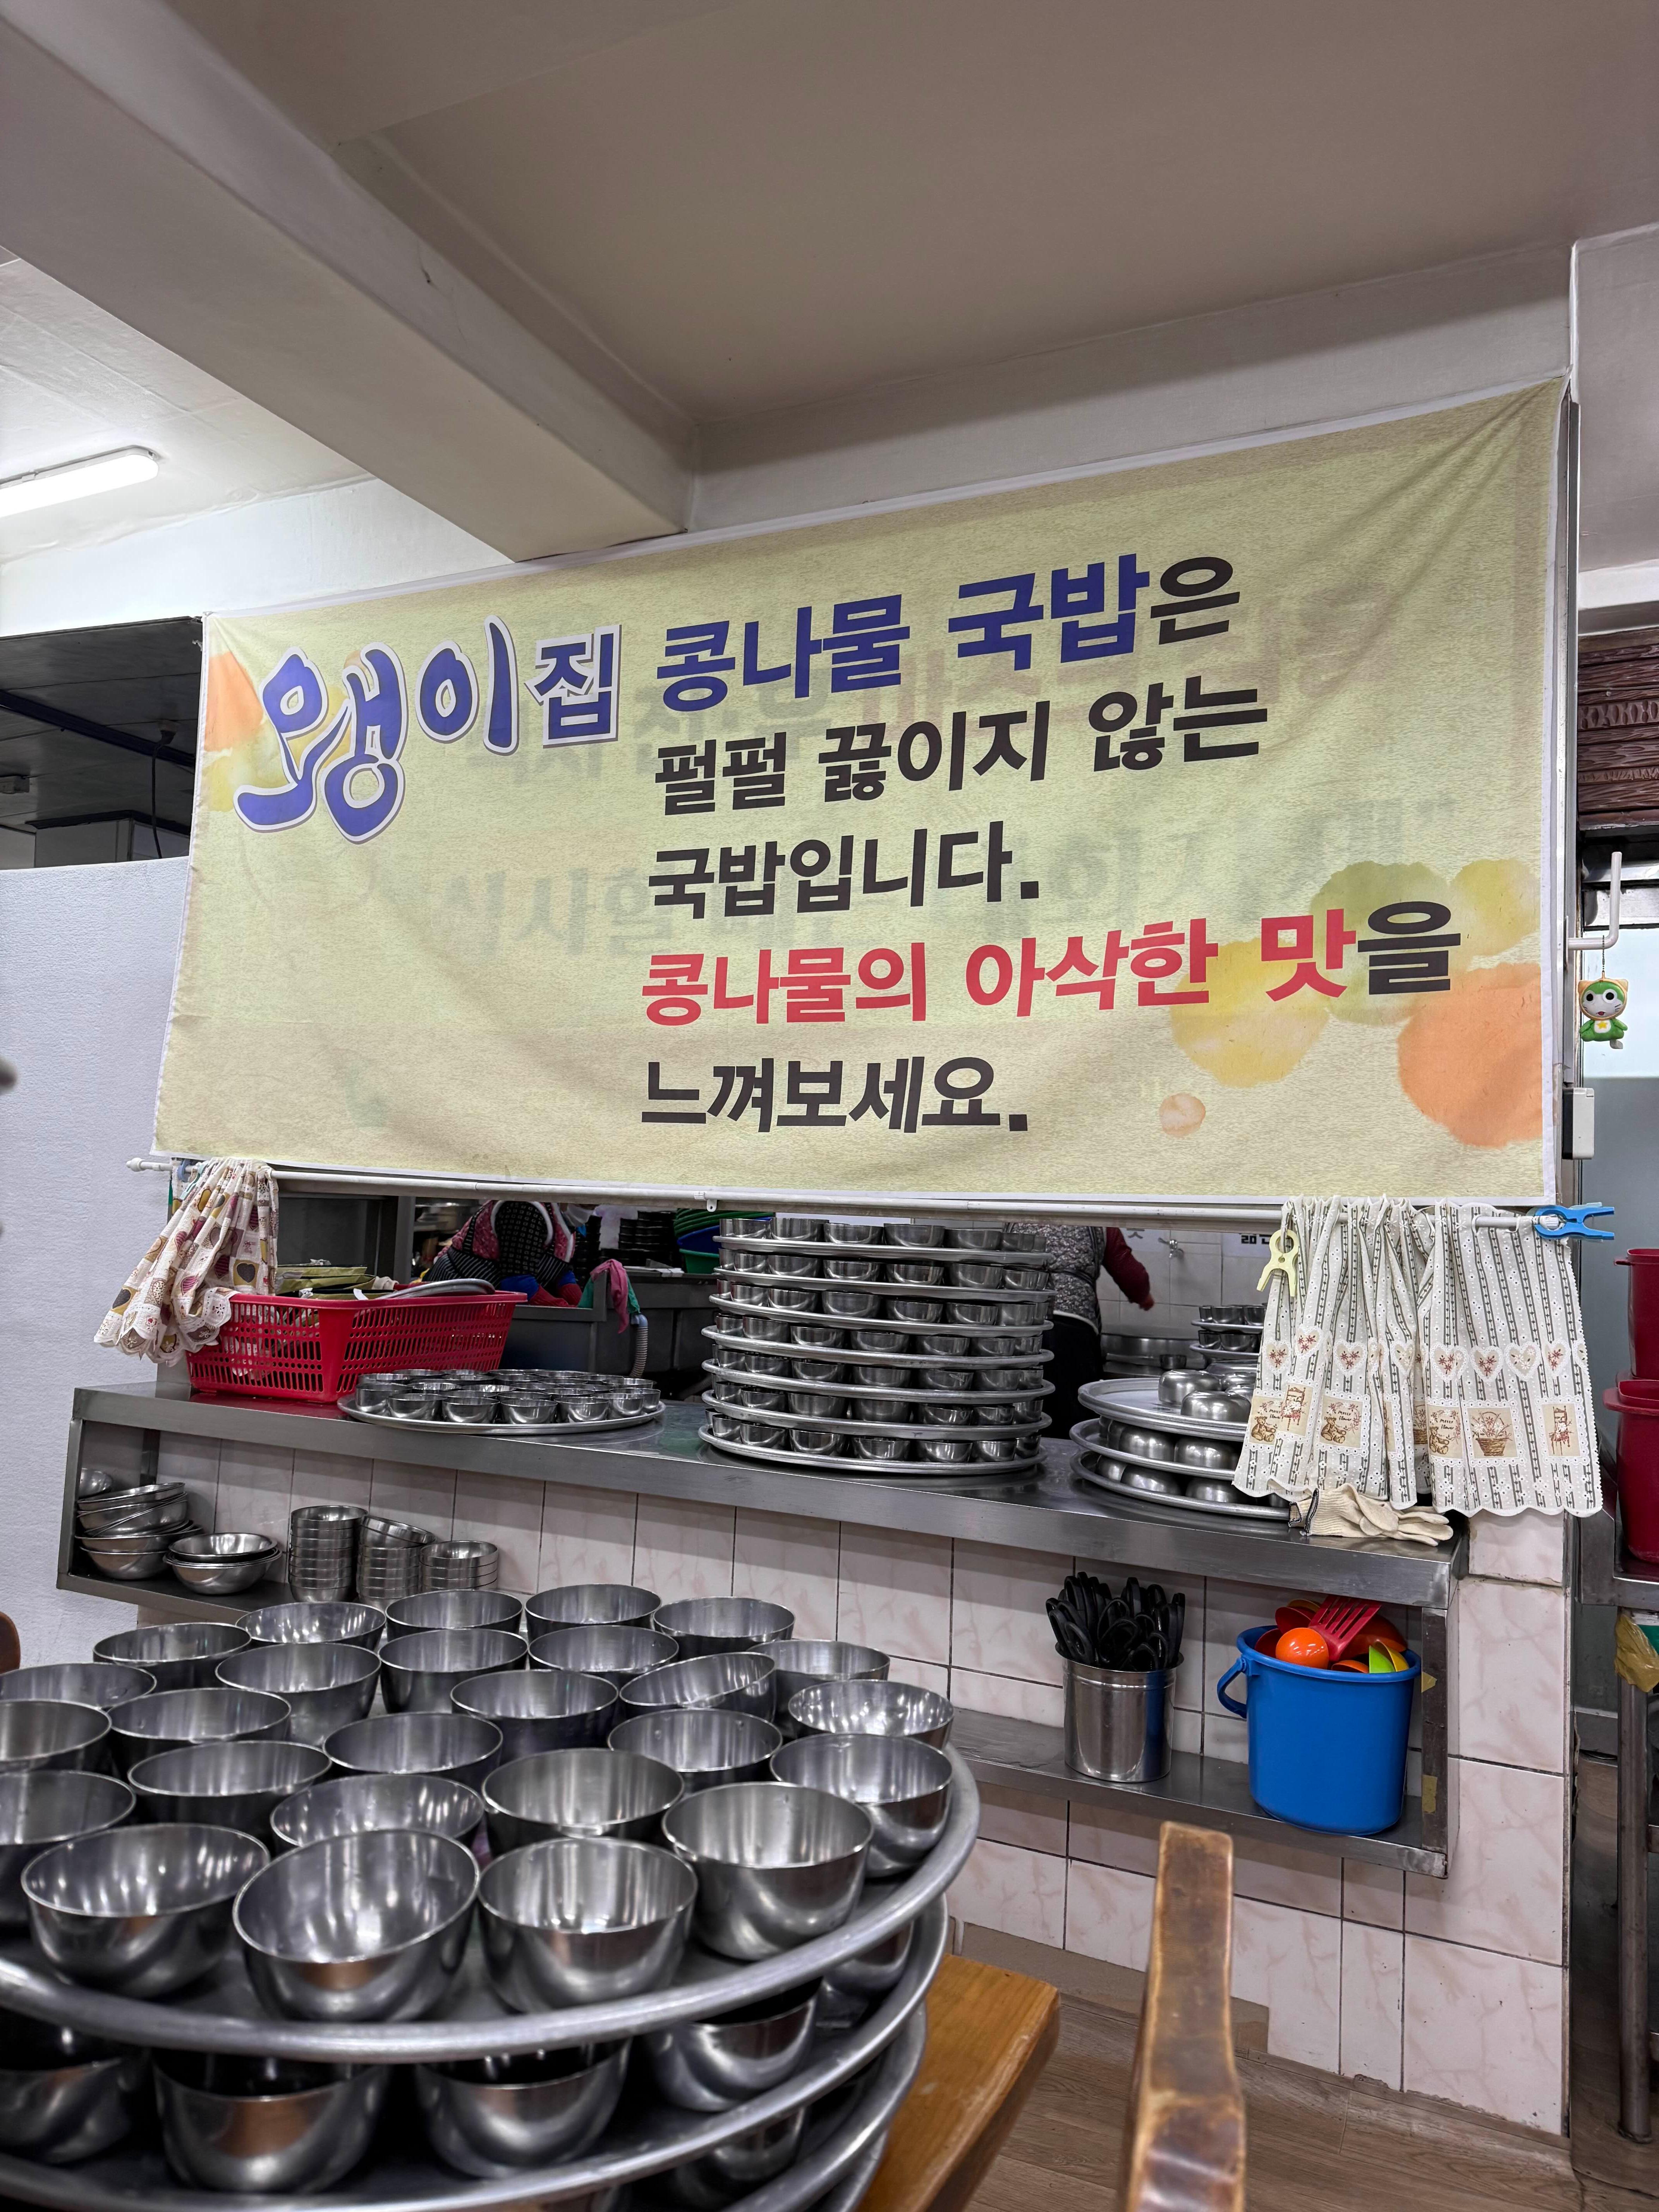 왱이집 콩나물 국밥은
펄펄 끓이지 않는
국밥입니다.
콩나물의 아삭한 맛을
느껴보세요.